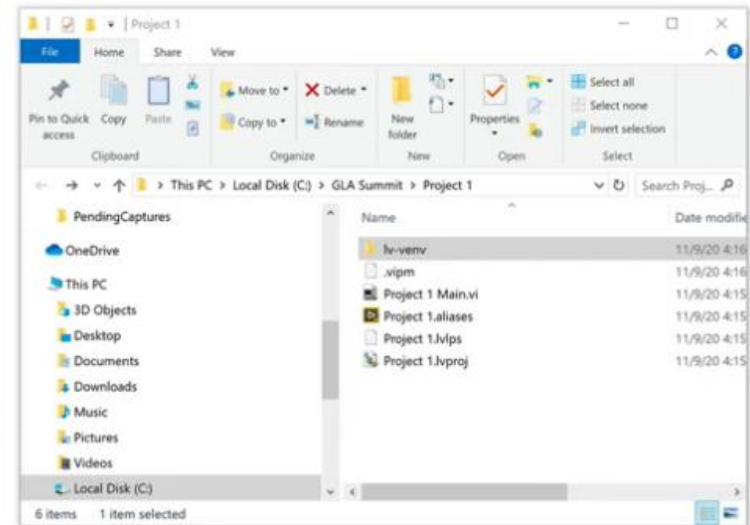 Project 1
File Home Share View
Pin to Quick access
Copy
Paste
Move to
Copy to
Delete
Rename
New folder
Properties
Select all
Select none
Invert selection
Clipboard Organize New Open Select
This PC > Local Disk (C:) > GLA Summit > Project 1
Search Proj...
PendingCaptures
OneDrive
This PC
3D Objects
Desktop
Documents
Downloads
Music
Pictures
Videos
Local Disk (C:)
Name Date modifie
lv-venv 11/9/20 4:16
.vipm 11/9/20 4:16
Project 1 Main.vi 11/9/20 4:15
Project 1.aliases 11/9/20 4:15
Project 1.lvlps 11/9/20 4:15
Project 1.lvproj 11/9/20 4:15
6 items 1 item selected